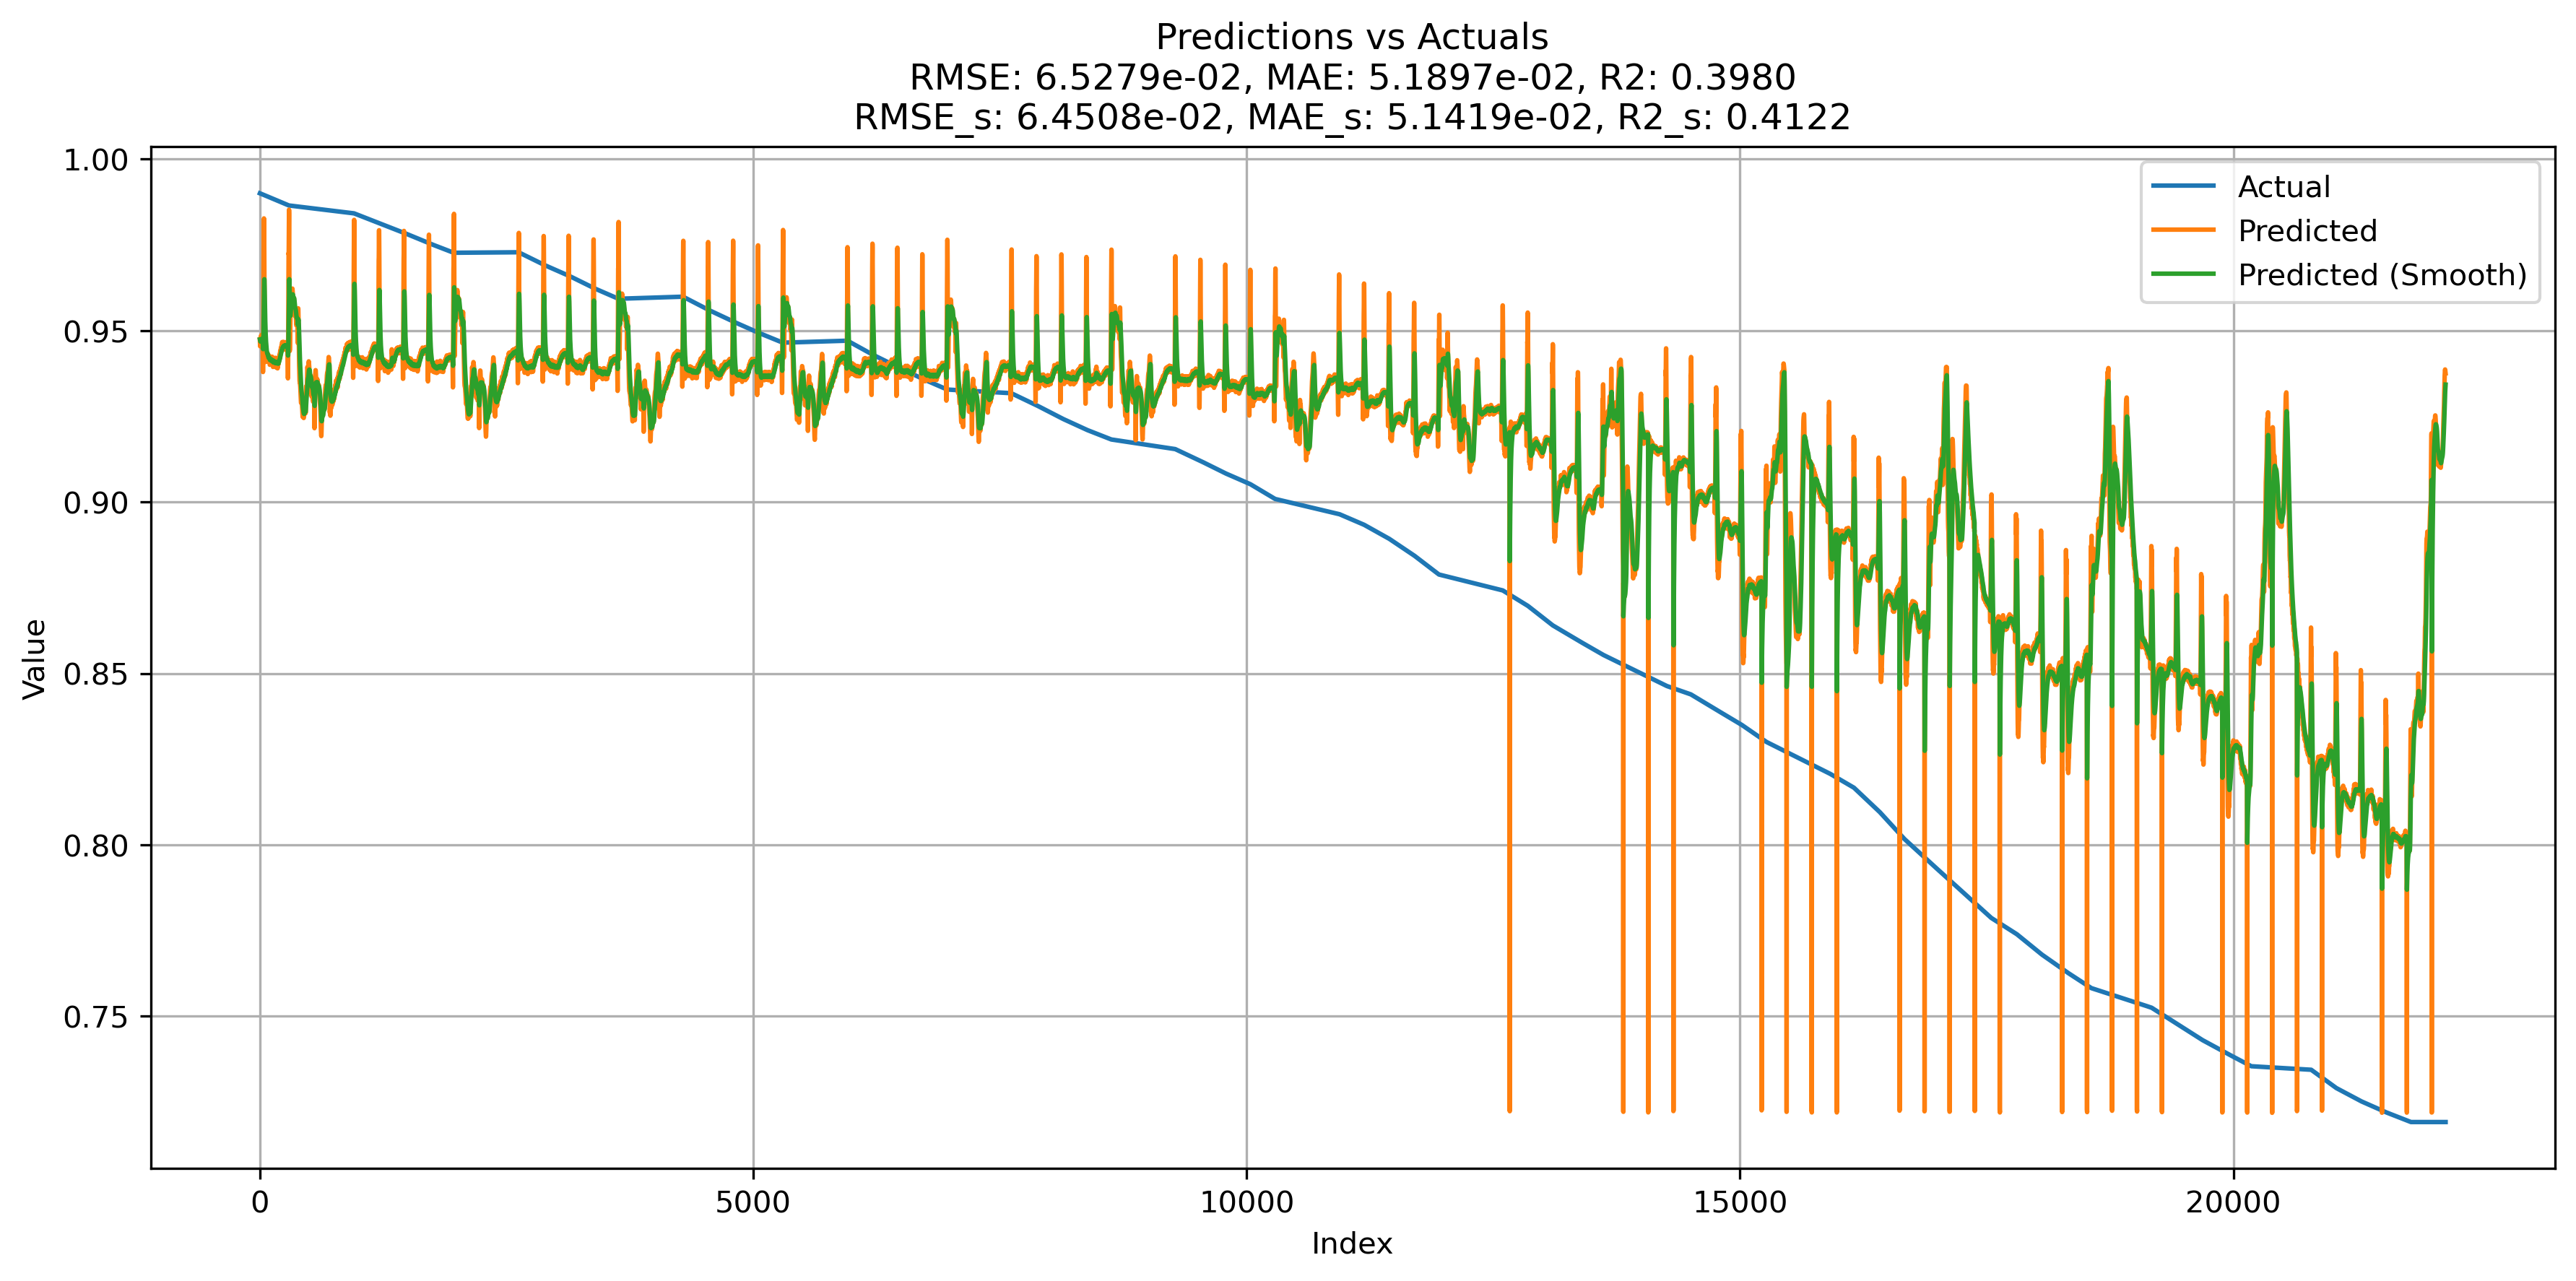 Predictions vs Actuals
RMSE: 6.5279e-02, MAE: 5.1897e-02, R2: 0.3980
RMSE_s: 6.4508e-02, MAE_s: 5.1419e-02, R2_s: 0.4122
Actual
Predicted
Predicted (Smooth)
Value
1.00
0.95
0.90
0.85
0.80
0.75
0 5000 10000 15000 20000
Index